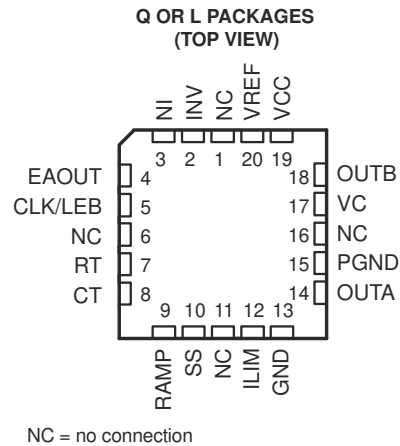 Q OR L PACKAGES
(TOP VIEW)
NI INV NC VREF VCC
3 2 1 20 19
EAOUT 4 18 OUTB
CLK/LEB 5 17 VC
NC 6 16 NC
RT 7 15 PGND
CT 8 14 OUTA
9 10 11 12 13
RAMP SS NC ILIM GND
NC = no connection